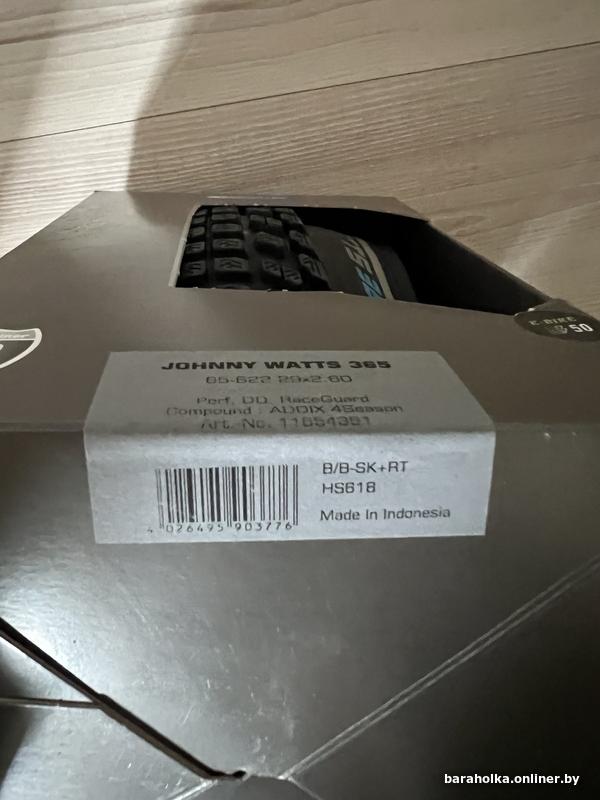 E-BIKE
50
JOHNNY WATTS 365
65-622 29x2.60
Perf, DD, RaceGuard
Compound : ADDIX 4Season
Art.-No. 11654391
B/B-SK+RT
HS618
4 026495 903776
Made In Indonesia
baraholka.onliner.by